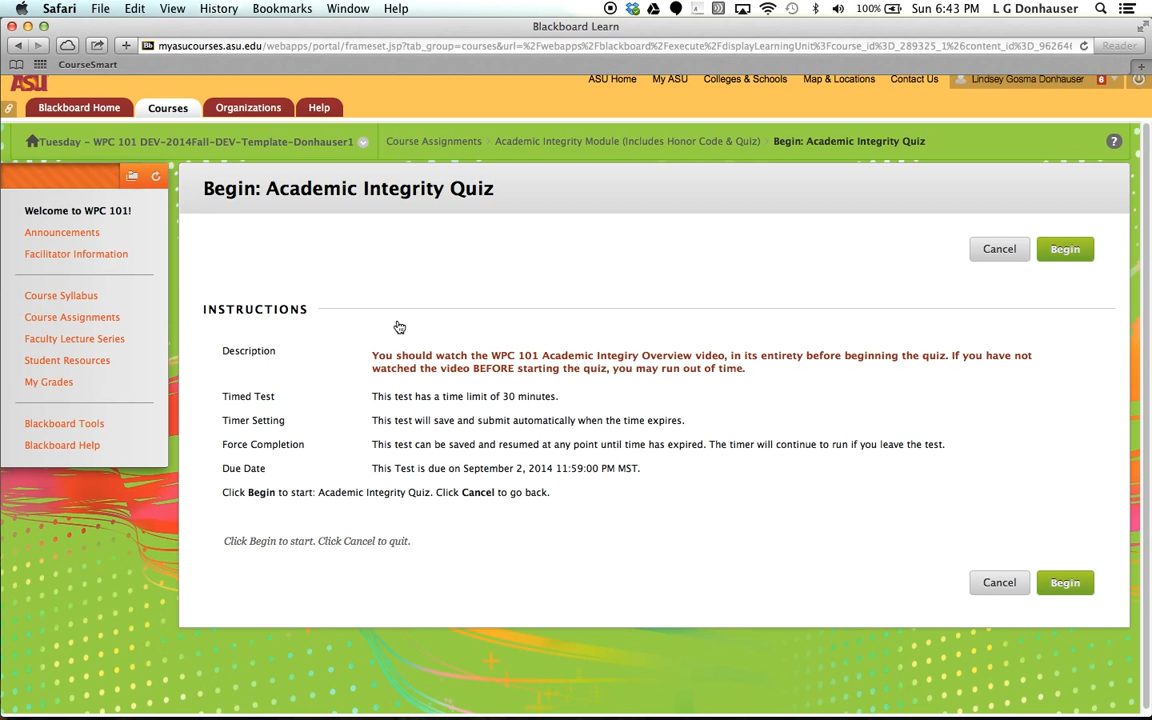 Safari File Edit View History Bookmarks Window Help 100% Sun 6:43 PM L G Donhauser
Blackboard Learn
Bb myasucourses.asu.edu/webapps/portal/frameset.jsp?tab_group=courses&url=%2Fwebapps%2Fblackboard%2Fexecute%2FdisplayLearningUnit%3Fcourse_id%3D_289325_1%26content_id%3D_962646 Reader
CourseSmart
ASU ASU Home My ASU Colleges & Schools Map & Locations Contact Us Lindsey Gosma Donhauser 6
Blackboard Home Courses Organizations Help
Tuesday - WPC 101 DEV-2014Fall-DEV-Template-Donhauser1 Course Assignments Academic Integrity Module (Includes Honor Code & Quiz) Begin: Academic Integrity Quiz ?
Begin: Academic Integrity Quiz
Welcome to WPC 101!
Announcements
Facilitator Information
Course Syllabus
Course Assignments
Faculty Lecture Series
Student Resources
My Grades
Blackboard Tools
Blackboard Help
Cancel Begin
INSTRUCTIONS
Description You should watch the WPC 101 Academic Integiry Overview video, in its entirety before beginning the quiz. If you have not
watched the video BEFORE starting the quiz, you may run out of time.
Timed Test This test has a time limit of 30 minutes.
Timer Setting This test will save and submit automatically when the time expires.
Force Completion This test can be saved and resumed at any point until time has expired. The timer will continue to run if you leave the test.
Due Date This Test is due on September 2, 2014 11:59:00 PM MST.
Click Begin to start: Academic Integrity Quiz. Click Cancel to go back.
Click Begin to start. Click Cancel to quit.
Cancel Begin